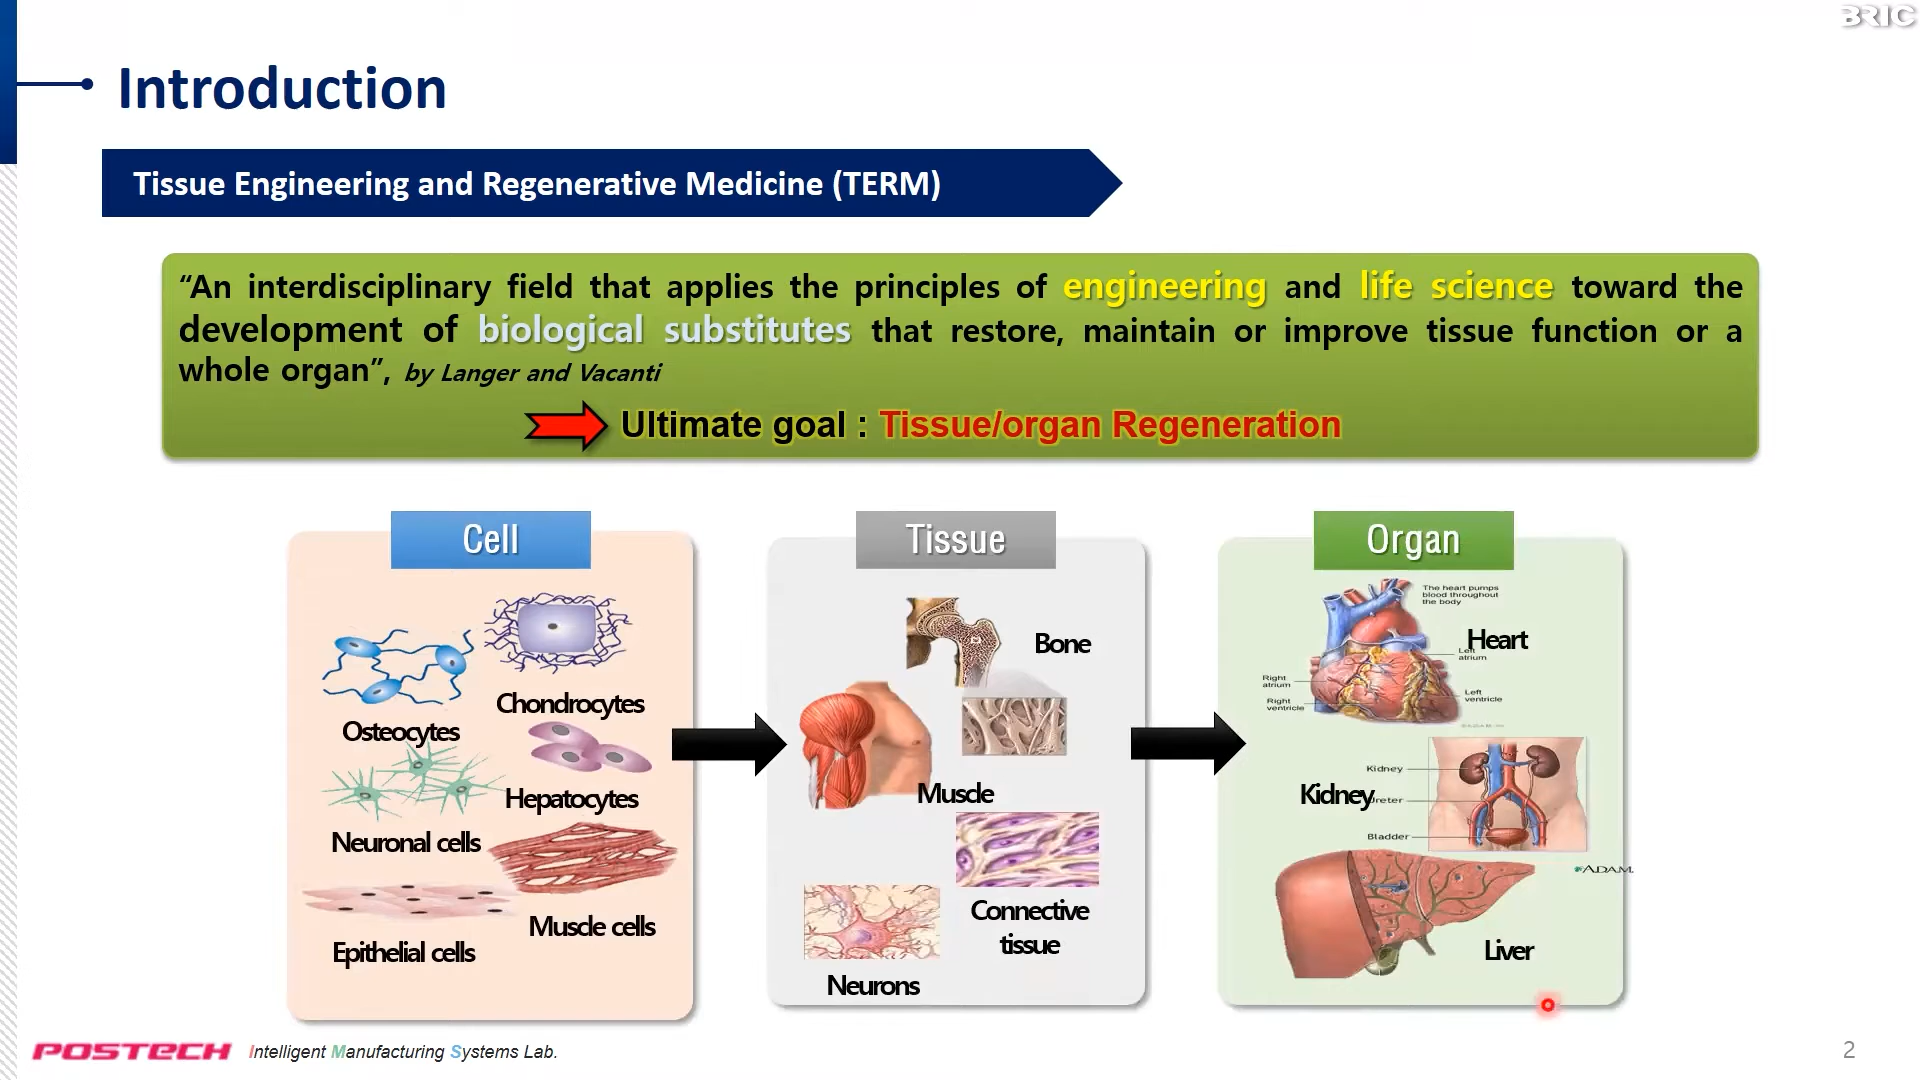 BRIC
Introduction
Tissue Engineering and Regenerative Medicine (TERM)
“An interdisciplinary field that applies the principles of engineering and life science toward the
development of biological substitutes that restore, maintain or improve tissue function or a
whole organ”, by Langer and Vacanti
Ultimate goal : Tissue/organ Regeneration
Cell
Chondrocytes
Osteocytes
Hepatocytes
Neuronal cells
Muscle cells
Epithelial cells
Tissue
Bone
Muscle
Connective
tissue
Neurons
Organ
The heart pumps
blood throughout
the body
Heart
Left
atrium
Right
atrium
Left
ventricle
Right
ventricle
Kidney
Kidney
Ureter
Bladder
ADAM.
Liver
POSTECH
Intelligent Manufacturing Systems Lab.
2